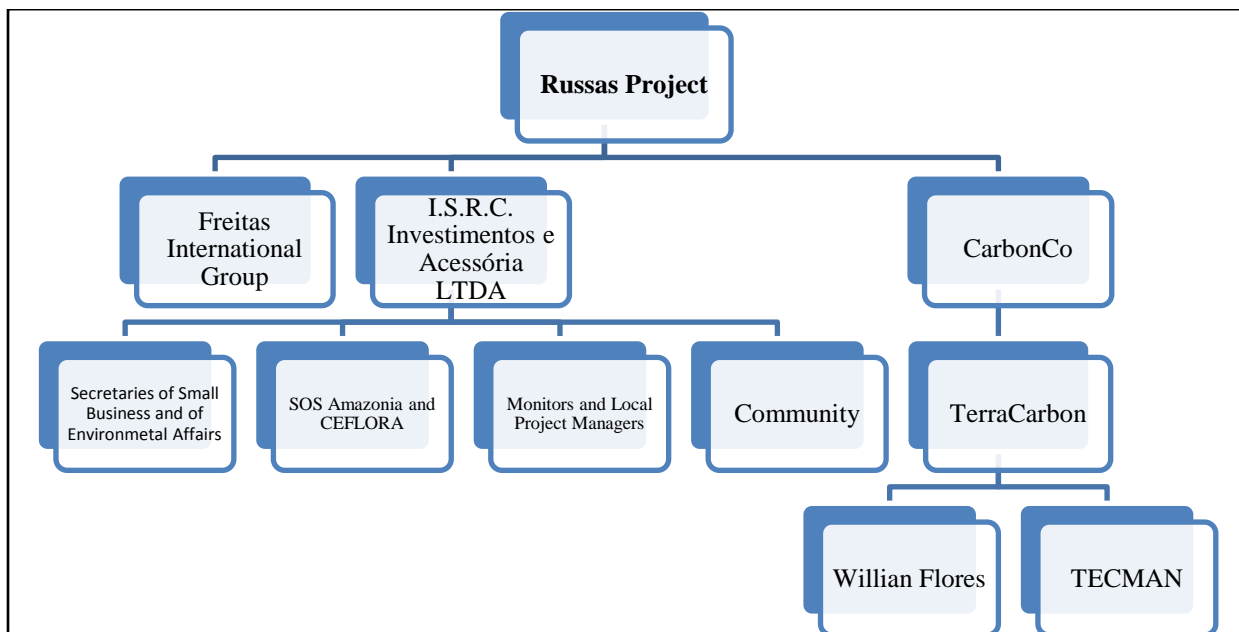 Russas Project
Freitas
International
Group
I.S.R.C.
Investimentos e
Acessória
LTDA
CarbonCo
Secretaries of Small
Business and of
Environmetal Affairs
SOS Amazonia and
CEFLORA
Monitors and Local
Project Managers
Community
TerraCarbon
Willian Flores
TECMAN